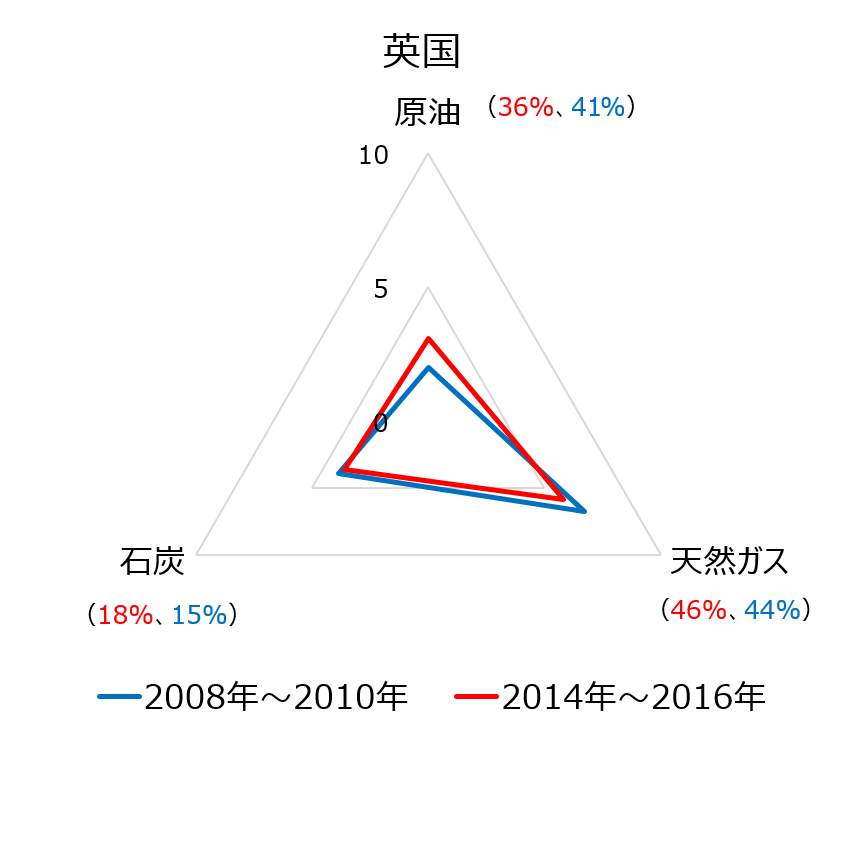 英国
原油 （36%、41%）
10
5
0
石炭
天然ガス
（18%、15%）
（46%、44%）
2008年～2010年 2014年～2016年